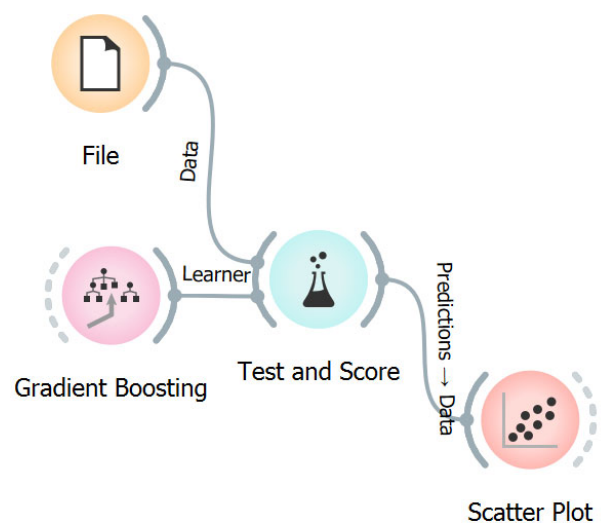 File
Data
Learner
Gradient Boosting
Test and Score
Predictions → Data
Scatter Plot